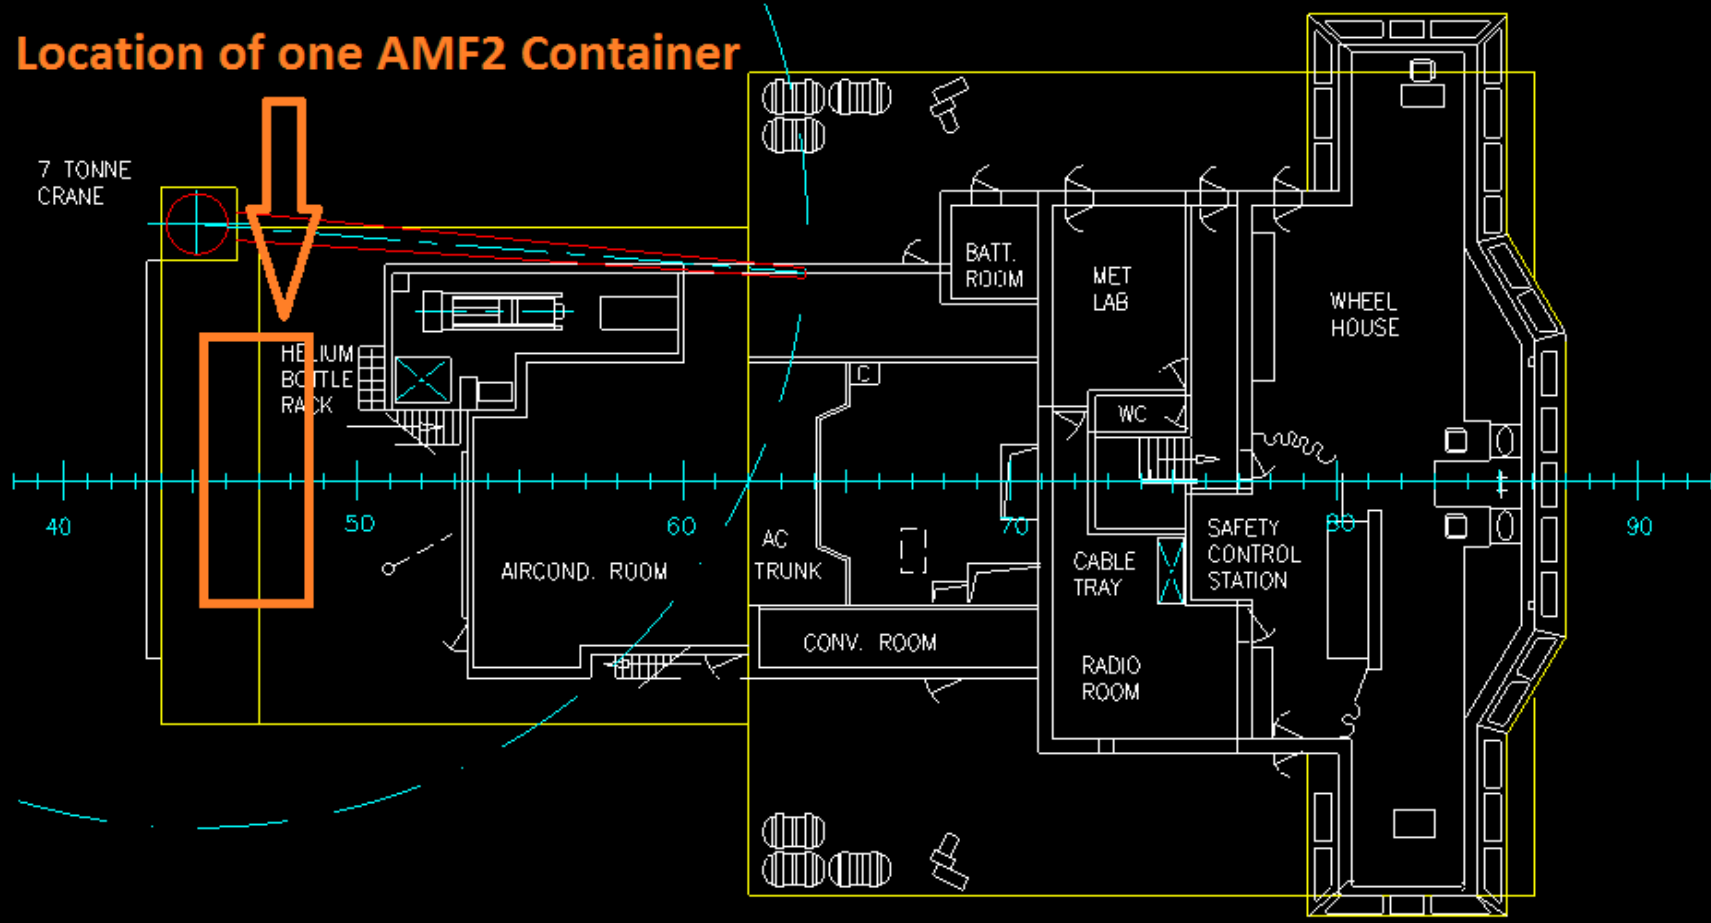 Location of one AMF2 Container
7 TONNE
CRANE
BATT.
ROOM
MET
LAB
WHEEL
HOUSE
HELIUM
BOTTLE
RACK
C
WC
40
50
60
70
80
90
AC
TRUNK
AIRCOND. ROOM
CABLE
TRAY
SAFETY
CONTROL
STATION
CONV. ROOM
RADIO
ROOM